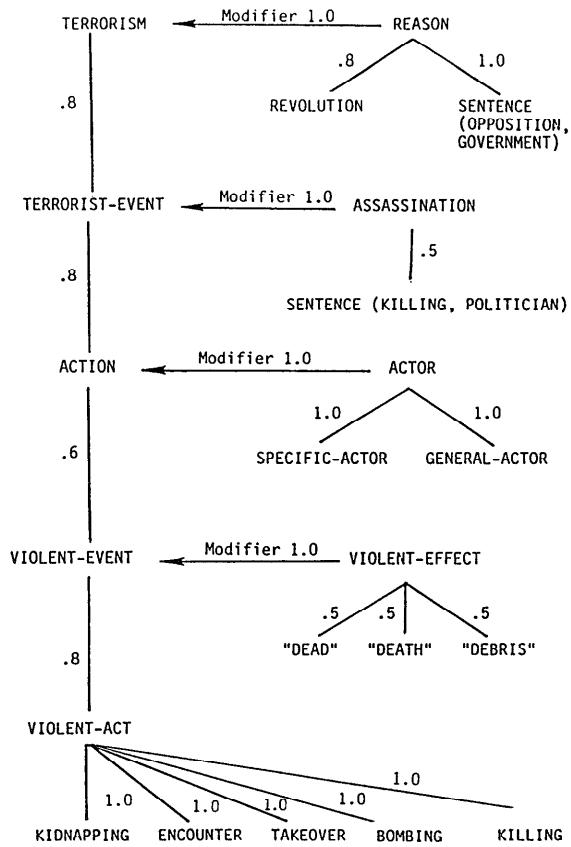 TERRORISM Modifier 1.0 REASON
.8 1.0
.8 REVOLUTION SENTENCE
(OPPOSITION,
GOVERNMENT)
TERRORIST-EVENT Modifier 1.0 ASSASSINATION
.8 .5
SENTENCE (KILLING, POLITICIAN)
ACTION Modifier 1.0 ACTOR
1.0 1.0
.6 SPECIFIC-ACTOR GENERAL-ACTOR
VIOLENT-EVENT Modifier 1.0 VIOLENT-EFFECT
.5 .5 .5
"DEAD" "DEATH" "DEBRIS"
.8
VIOLENT-ACT
1.0
1.0 1.0 1.0 1.0
KIDNAPPING ENCOUNTER TAKEOVER BOMBING KILLING